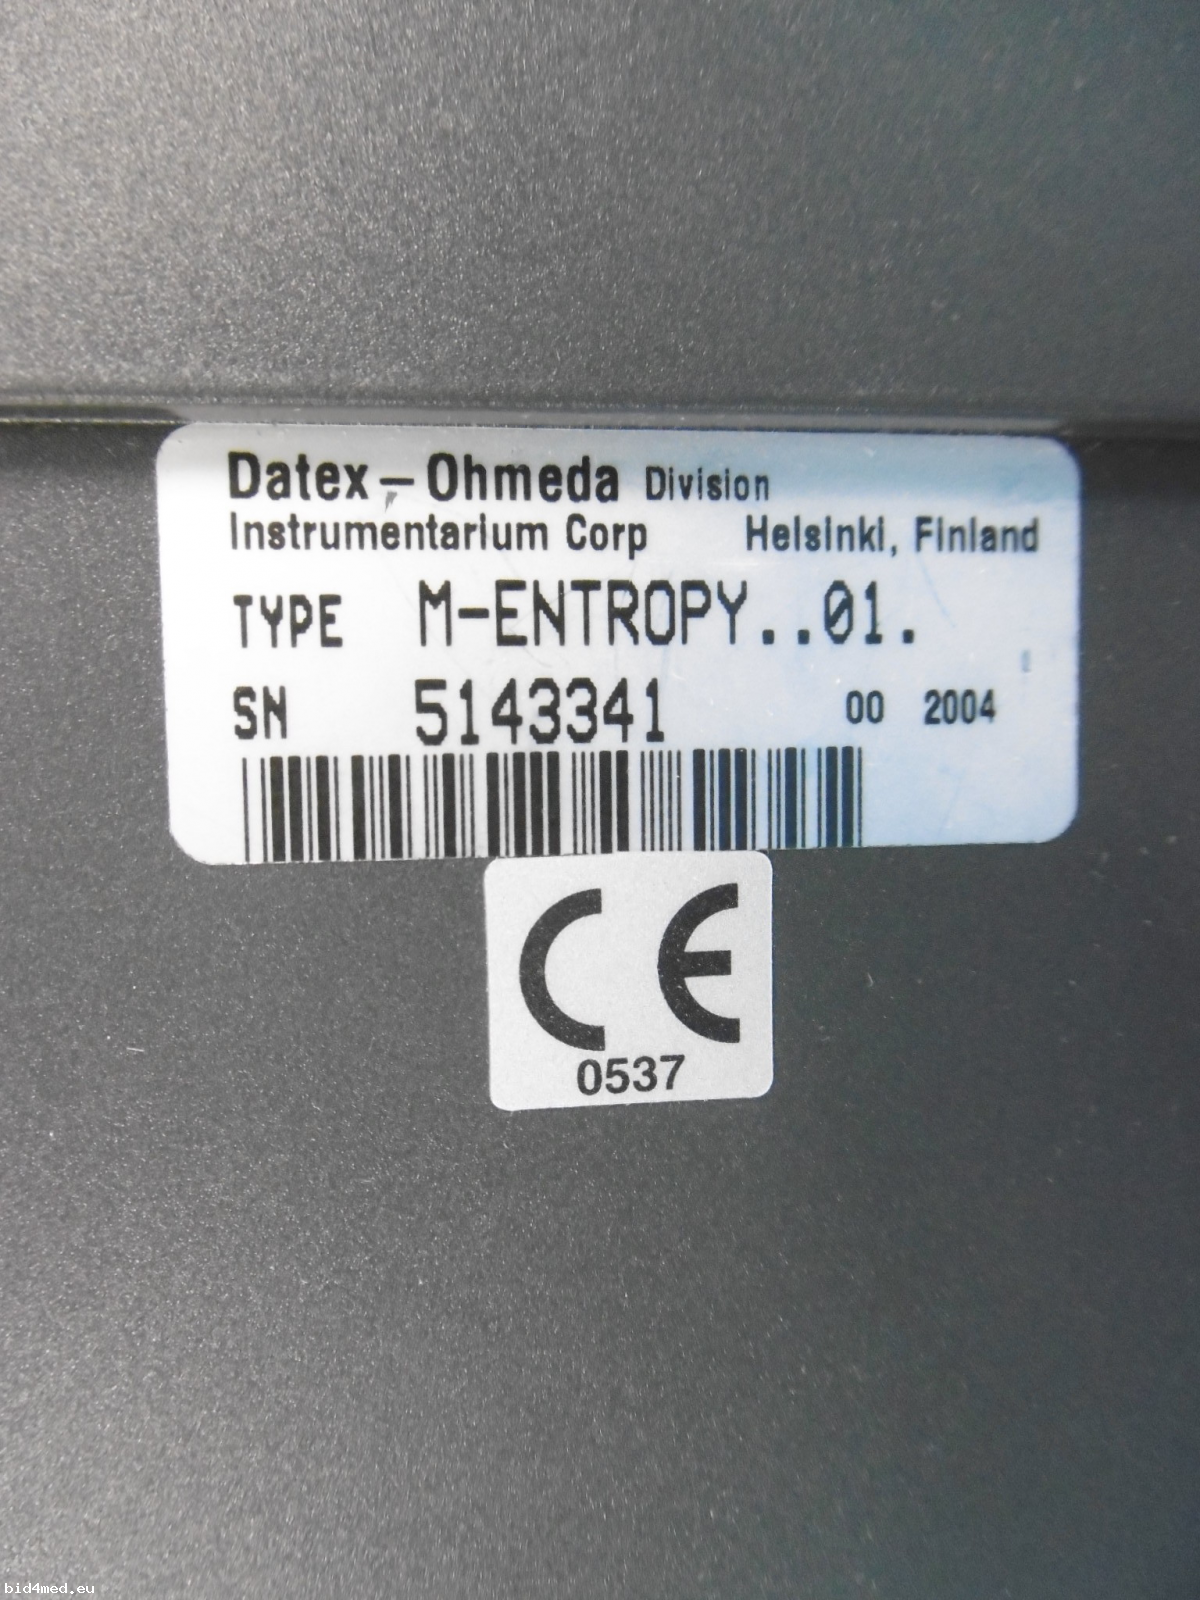 Datex-Ohmeda Division
Instrumentarium Corp Helsinki, Finland
TYPE M-ENTROPY..01.
SN 5143341 00 2004
CE
0537
bid4med.eu